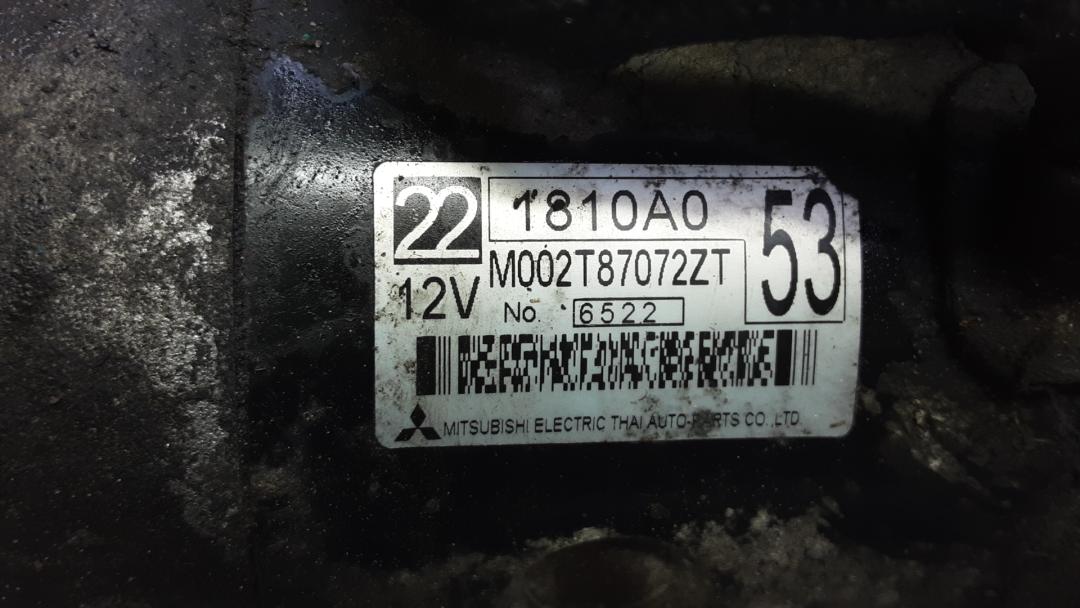 22
1810A0
53
M002T87072ZT
12V
No. 6522
MITSUBISHI ELECTRIC THAI AUTO-PARTS CO.,LTD.